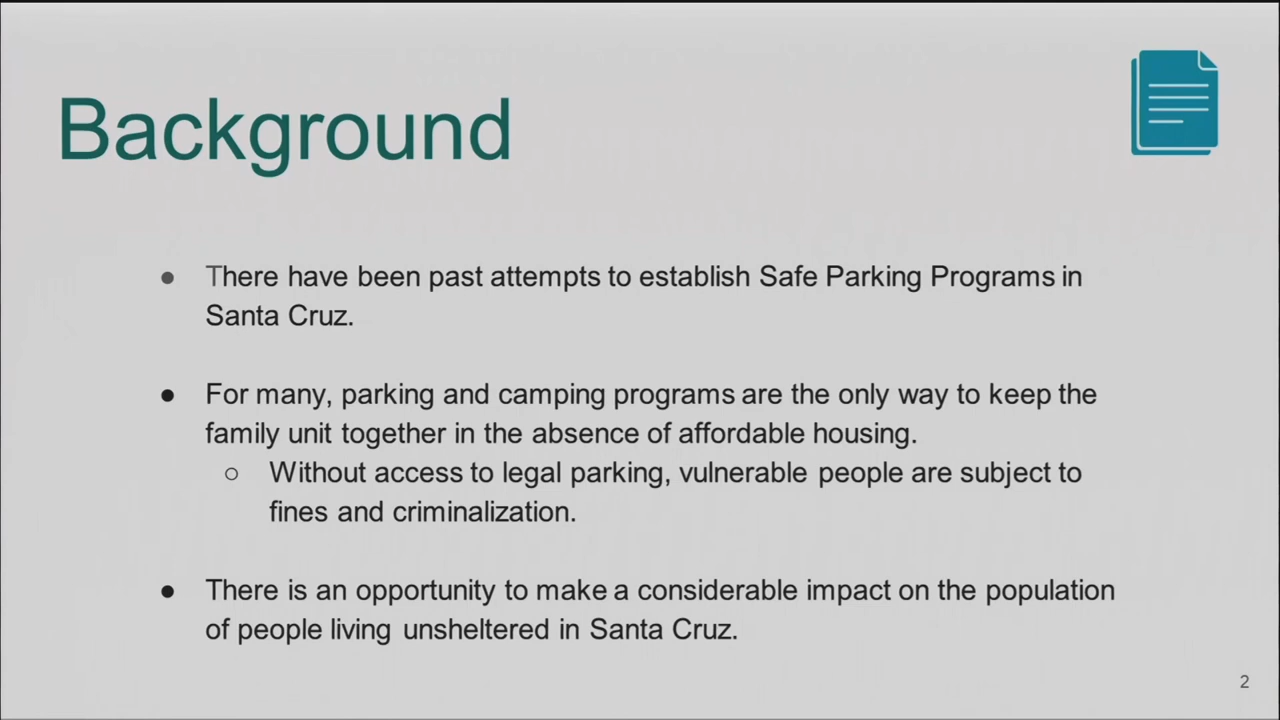 Background
● There have been past attempts to establish Safe Parking Programs in
Santa Cruz.
● For many, parking and camping programs are the only way to keep the
family unit together in the absence of affordable housing.
○ Without access to legal parking, vulnerable people are subject to
fines and criminalization.
● There is an opportunity to make a considerable impact on the population
of people living unsheltered in Santa Cruz.
2